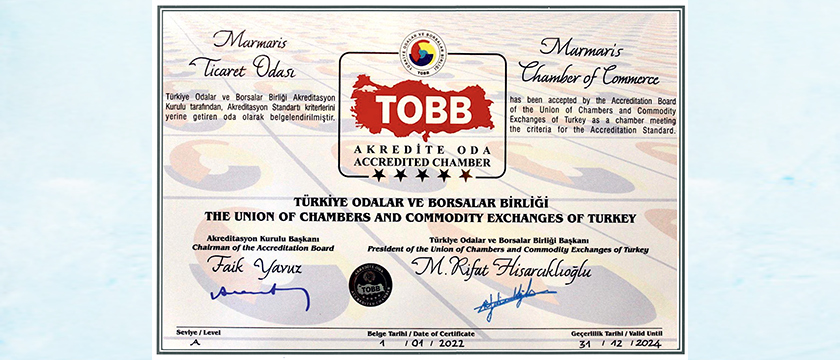 Marmaris
Ticaret Odası
Türkiye Odalar ve Borsalar Birliği Akreditasyon
Kurulu tarafından, Akreditasyon Standartı kriterlerini
yerine getiren oda olarak belgelendirilmiştir.
TOBB
TOBB
AKREDİTE ODA
ACCREDITED CHAMBER
Marmaris
Chamber of Commerce
has been accepted by the Accreditation Board
of the Union of Chambers and Commodity
Exchanges of Turkey as a chamber meeting
the criteria for the Accreditation Standard.
TÜRKİYE ODALAR VE BORSALAR BİRLİĞİ
THE UNION OF CHAMBERS AND COMMODITY EXCHANGES OF TURKEY
Akreditasyon Kurulu Başkanı
Chairman of the Accreditation Board
Faik Yavuz
TOBB
Türkiye Odalar ve Borsalar Birliği Başkanı
President of the Union of Chambers and Commodity Exchanges of Turkey
M. Rifat Hisarcıklıoğlu
Seviye / Level
A
Belge Tarihi / Date of Certificate
1 / 01 / 2022
Geçerlilik Tarihi / Valid Until
31 / 12 / 2024